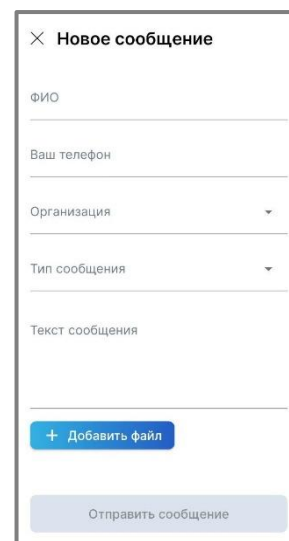 Новое сообщение
ФИО
Ваш телефон
Организация
Тип сообщения
Текст сообщения
+ Добавить файл
Отправить сообщение